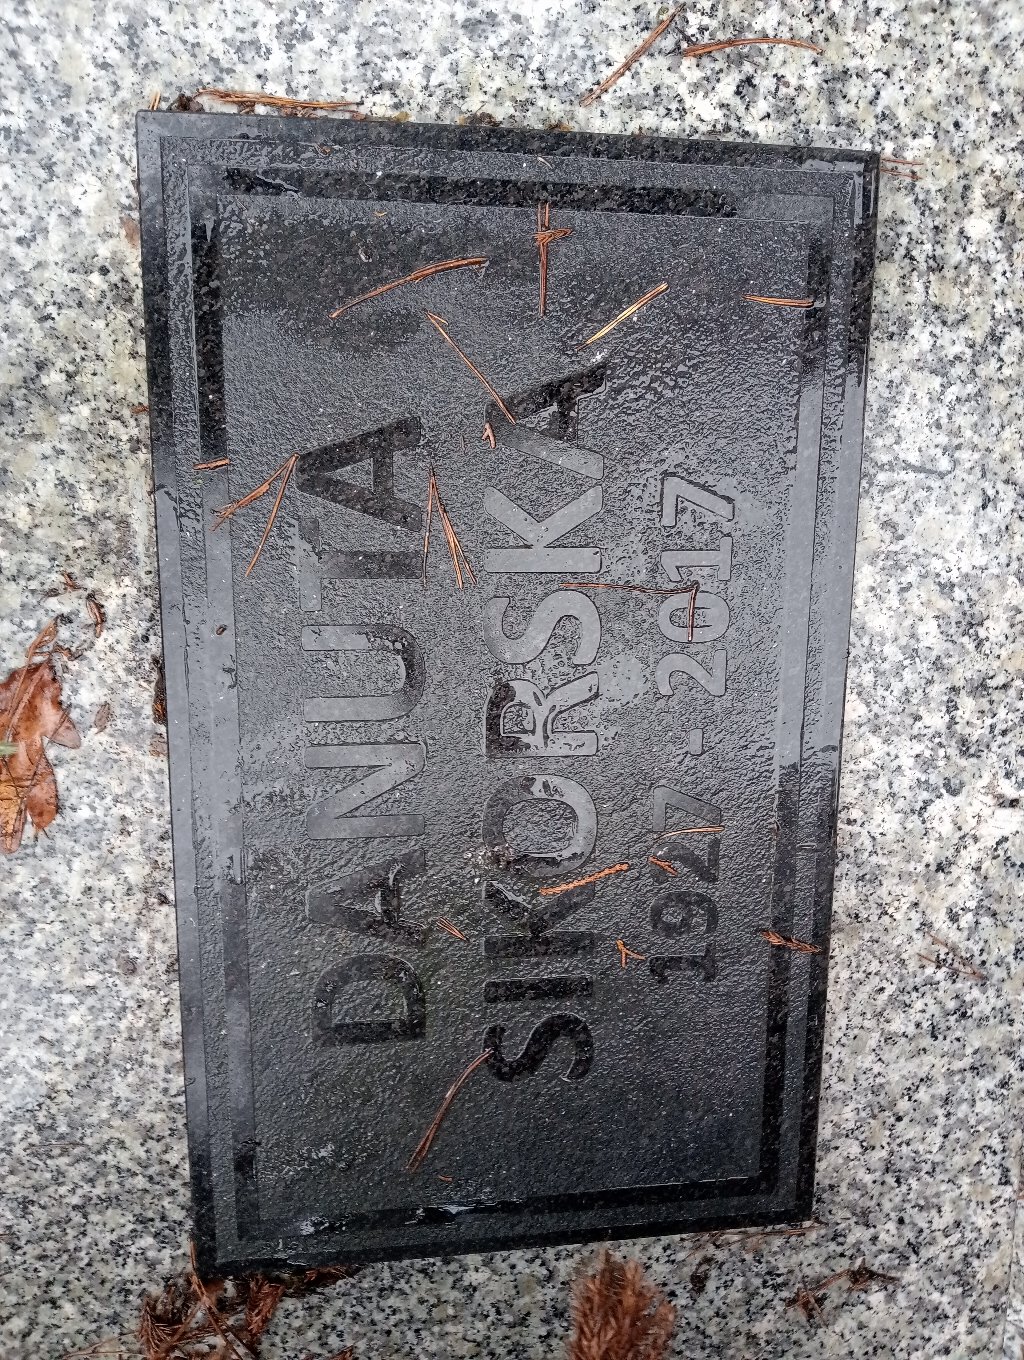 DANUTA
SIKORSKA
1927 - 2017